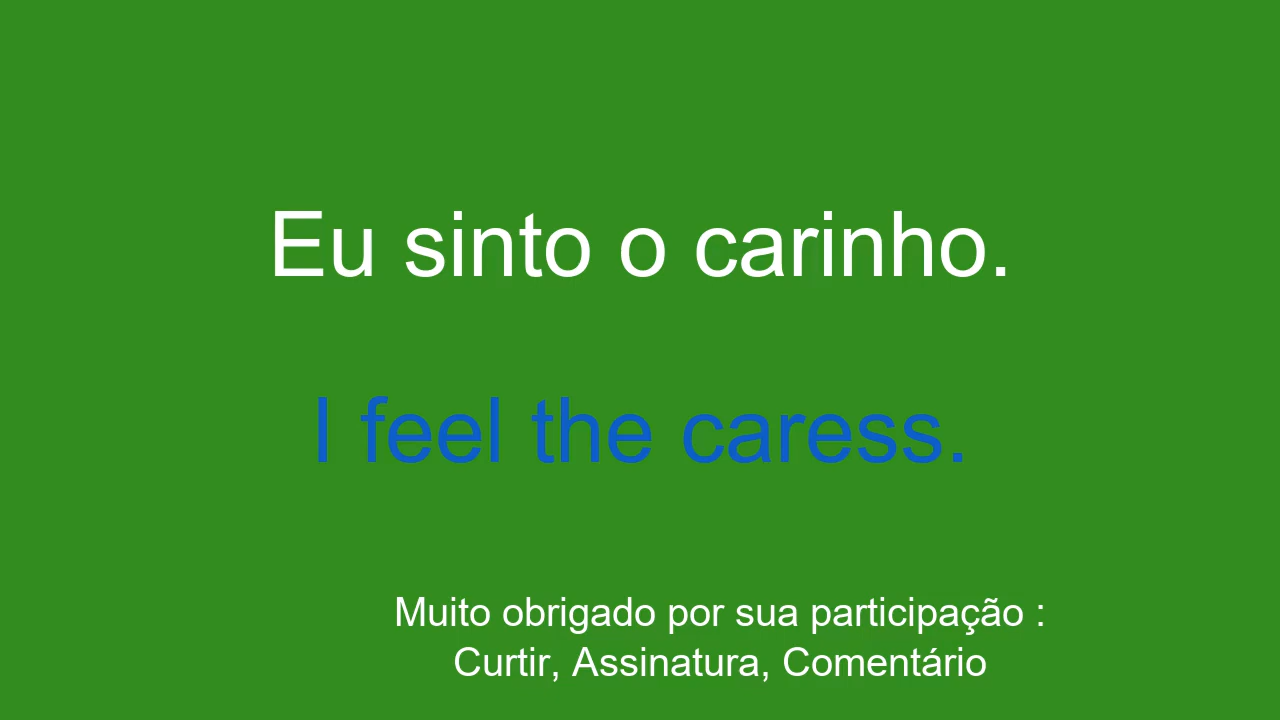 Eu sinto o carinho.
I feel the caress.
Muito obrigado por sua participação :
Curtir, Assinatura, Comentário